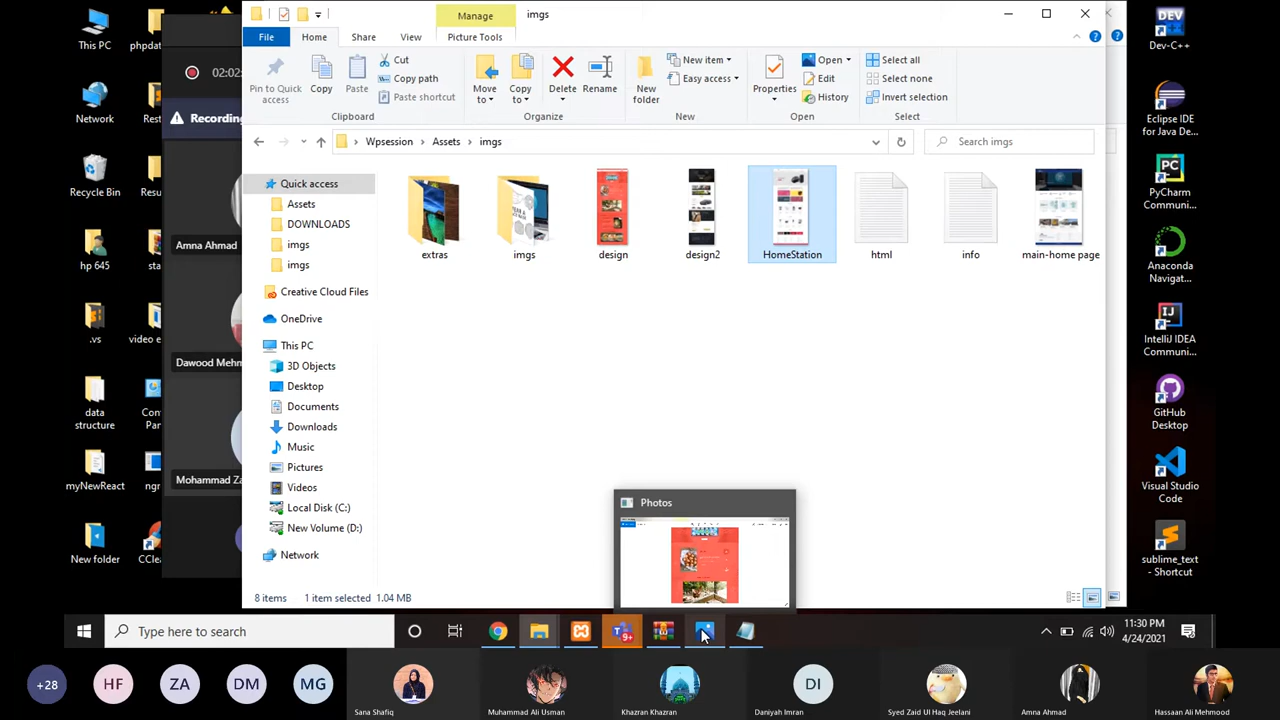 This PC
phpdat
Network
Rest
Recycle Bin
Resu
hp 645
sta
.vs
video e
data
structure
Cont
Par
myNewReact
ngr
New folder
CCle
02:02:
Recording
Amna Ahmad
Dawood Mehm
Mohammad Za
Manage
imgs
File
Home
Share
View
Picture Tools
Pin to Quick
access
Copy
Paste
Cut
Copy path
Paste shortcut
Clipboard
Move
to
Copy
to
Delete
Rename
Organize
New
folder
New item
Easy access
New
Properties
Open
Edit
History
Open
Select all
Select none
Invert selection
Select
Wpsession
Assets
imgs
Search imgs
Quick access
Assets
DOWNLOADS
imgs
imgs
Creative Cloud Files
OneDrive
This PC
3D Objects
Desktop
Documents
Downloads
Music
Pictures
Videos
Local Disk (C:)
New Volume (D:)
Network
extras
imgs
design
design2
HomeStation
html
info
main-home page
Photos
8 items
1 item selected 1.04 MB
DEV
Dev-C++
Eclipse IDE
for Java De...
PC
PyCharm
Communi...
Anaconda
Navigat...
IJ
IntelliJ IDEA
Communi...
GitHub
Desktop
Visual Studio
Code
sublime_text
- Shortcut
Type here to search
9+
11:30 PM
4/24/2021
+28
HF
ZA
DM
MG
DI
Sana Shafiq
Muhammad Ali Usman
Khazran Khazran
Daniyah Imran
Syed Zaid Ul Haq Jeelani
Amna Ahmad
Hassaan Ali Mehmood